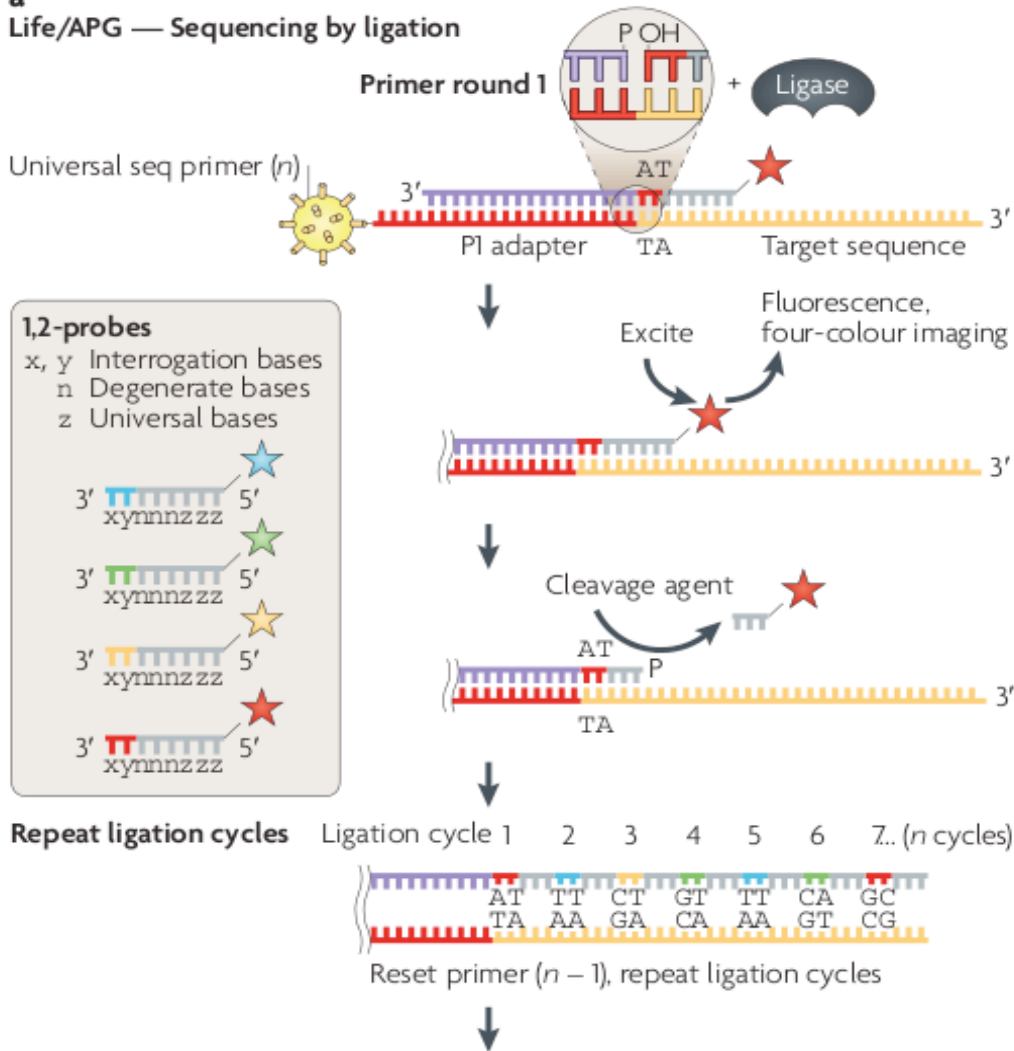 a
Life/APG — Sequencing by ligation
P OH
Primer round 1
+
Ligase
Universal seq primer (n)
AT
3′
3′
P1 adapter
TA
Target sequence
1,2-probes
x, y Interrogation bases
n Degenerate bases
z Universal bases
3′ 5′
xynnnzzz
3′ 5′
xynnnzzz
3′ 5′
xynnnzzz
3′ 5′
xynnnzzz
Excite
Fluorescence,
four-colour imaging
3′
Cleavage agent
AT
P
3′
TA
Repeat ligation cycles
Ligation cycle 1 2 3 4 5 6 7... (n cycles)
AT TT CT GT TT CA GC
TA AA GA CA AA GT CG
Reset primer (n – 1), repeat ligation cycles